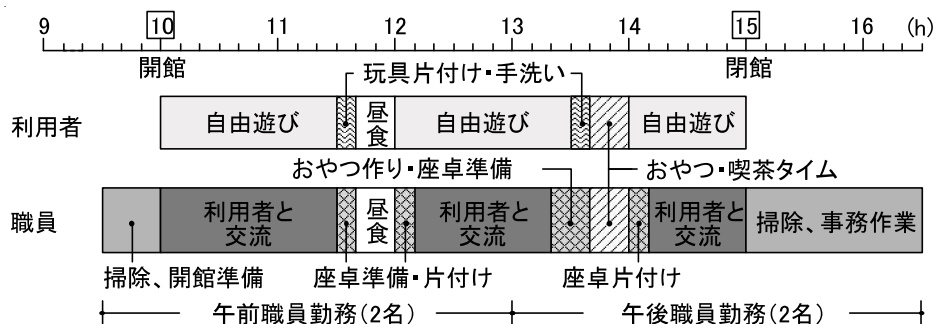 9 10 11 12 13 14 15 16 (h)
開館 閉館
玩具片付け・手洗い
利用者 自由遊び 昼食 自由遊び 自由遊び
おやつ作り・座卓準備 おやつ・喫茶タイム
職員 利用者と交流 昼食 利用者と交流 利用者と交流 掃除、事務作業
掃除、開館準備 座卓準備・片付け 座卓片付け
午前職員勤務(2名) 午後職員勤務(2名)